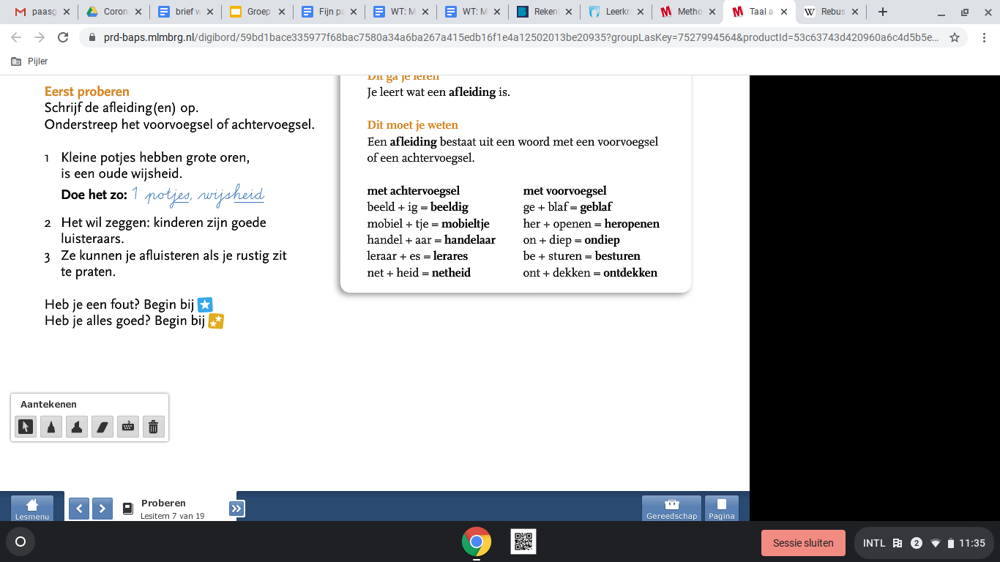 paasg
Coron
brief w
Groep
Fijn pa
WT: M
WT: M
Reken
Leerkr
Metho
Taal a
Rebus
prd-baps.mlmbrg.nl/digibord/59bd1bace335977f68bac7580a34a6ba267a415edb16f1e4a12502013be20935?groupLasKey=7527994564&productId=53c63743d420960a6c4d5b5e...
Pijler
Eerst proberen
Schrijf de afleiding(en) op.
Onderstreep het voorvoegsel of achtervoegsel.
1 Kleine potjes hebben grote oren,
is een oude wijsheid.
Doe het zo: 1 potjes, wijsheid
2 Het wil zeggen: kinderen zijn goede
luisteraars.
3 Ze kunnen je afluisteren als je rustig zit
te praten.
Heb je een fout? Begin bij
Heb je alles goed? Begin bij
Dit ga je leren
Je leert wat een afleiding is.
Dit moet je weten
Een afleiding bestaat uit een woord met een voorvoegsel
of een achtervoegsel.
met achtervoegsel
beeld + ig = beeldig
mobiel + tje = mobieltje
handel + aar = handelaar
leraar + es = lerares
net + heid = netheid
met voorvoegsel
ge + blaf = geblaf
her + openen = heropenen
on + diep = ondiep
be + sturen = besturen
ont + dekken = ontdekken
Aantekenen
Lesmenu
Proberen
Lesitem 7 van 19
Gereedschap
Pagina
Sessie sluiten
INTL 2 11:35